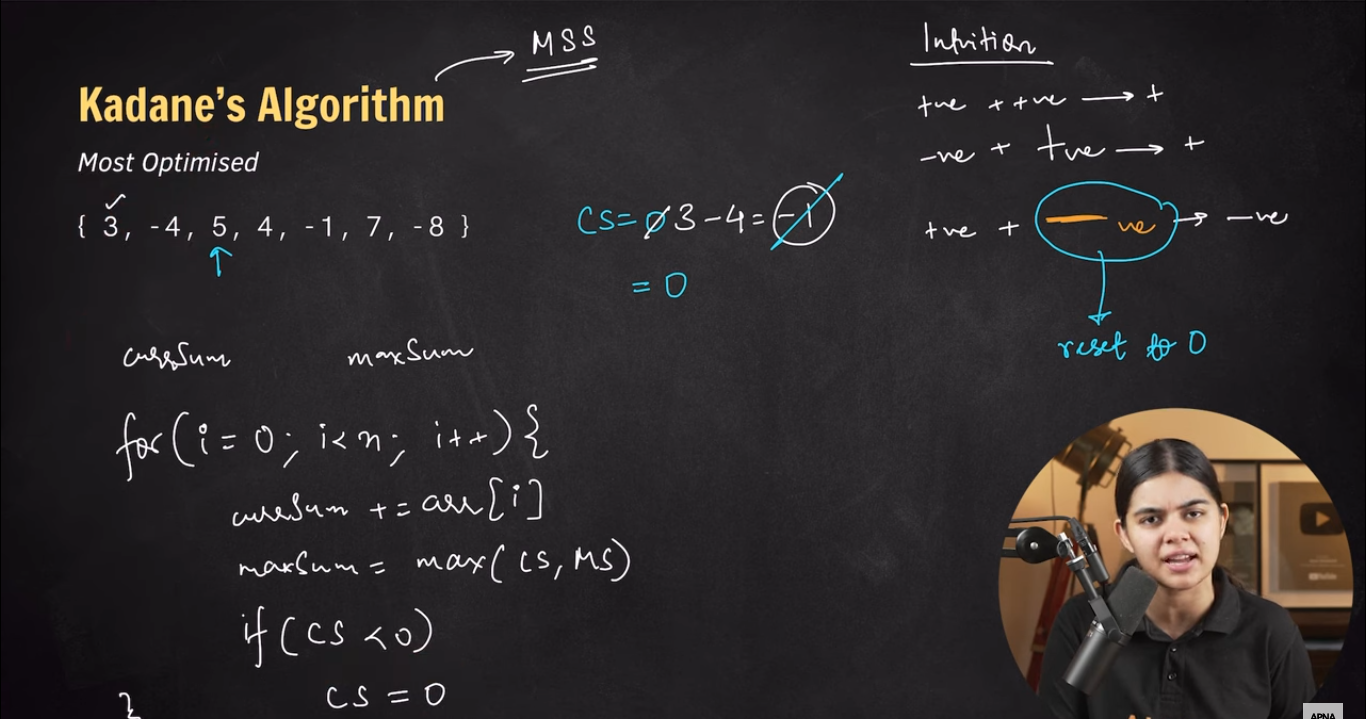 MSS
Kadane's Algorithm
Most Optimised
{ 3, -4, 5, 4, -1, 7, -8 }
CS= 0 3 - 4 = -1
= 0
Intuition
+ve + +ve → +
-ve + +ve → +
+ve + — ve → -ve
reset to 0
currSum maxSum
for(i = 0; i < n; i++) {
currSum += arr[i]
maxSum = max(CS, MS)
if (CS < 0)
CS = 0
}
APNA